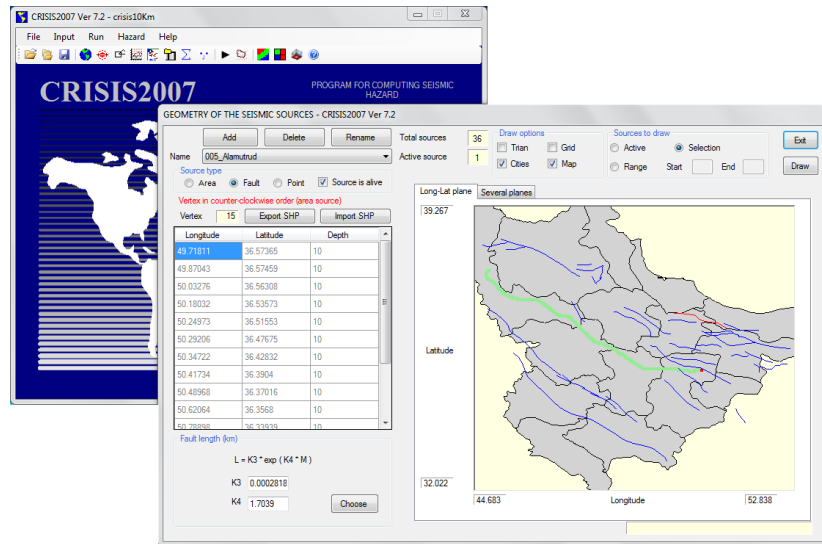 CRISIS2007 Ver 7.2 - crisis10Km
File Input Run Hazard Help
CRISIS2007
PROGRAM FOR COMPUTING SEISMIC
HAZARD
GEOMETRY OF THE SEISMIC SOURCES - CRISIS2007 Ver 7.2
Add Delete Rename
Total sources 36
Draw options
Trian Grid
Cities Map
Sources to draw
Active Selection
Range Start End
Exit
Draw
Name 005_Alamutrud
Active source 1
Source type
Area Fault Point Source is alive
Vertex in counter-clockwise order (area source)
Vertex 15 Export SHP Import SHP
Longitude Latitude Depth
49.71811 36.57365 10
49.87043 36.57459 10
50.03276 36.56308 10
50.18032 36.53573 10
50.24973 36.51553 10
50.29206 36.47675 10
50.34722 36.42832 10
50.41734 36.3904 10
50.48968 36.37016 10
50.62064 36.3568 10
50.78898 36.33939 10
Fault length (km)
L = K3 * exp ( K4 * M )
K3 0.0002818
K4 1.7039
Choose
Long-Lat plane Several planes
39.267
Latitude
32.022
44.683 Longitude 52.838